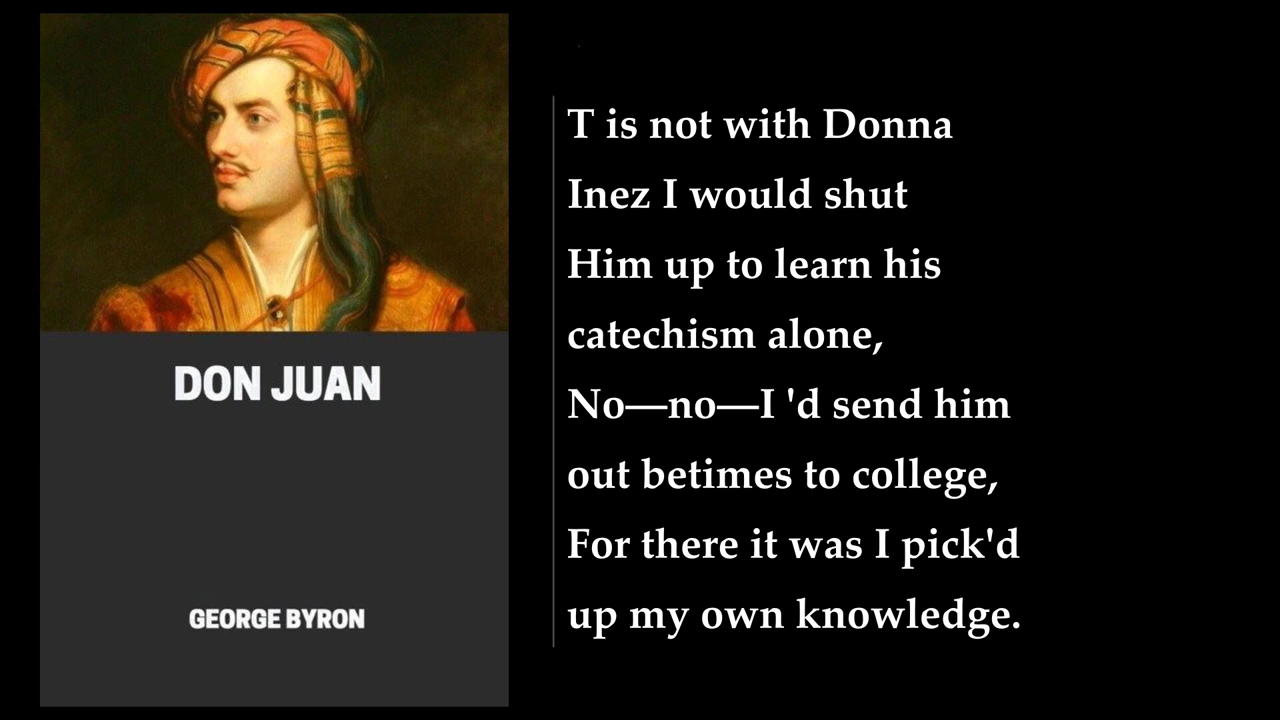 DON JUAN
GEORGE BYRON
T is not with Donna
Inez I would shut
Him up to learn his
catechism alone,
No—no—I 'd send him
out betimes to college,
For there it was I pick'd
up my own knowledge.